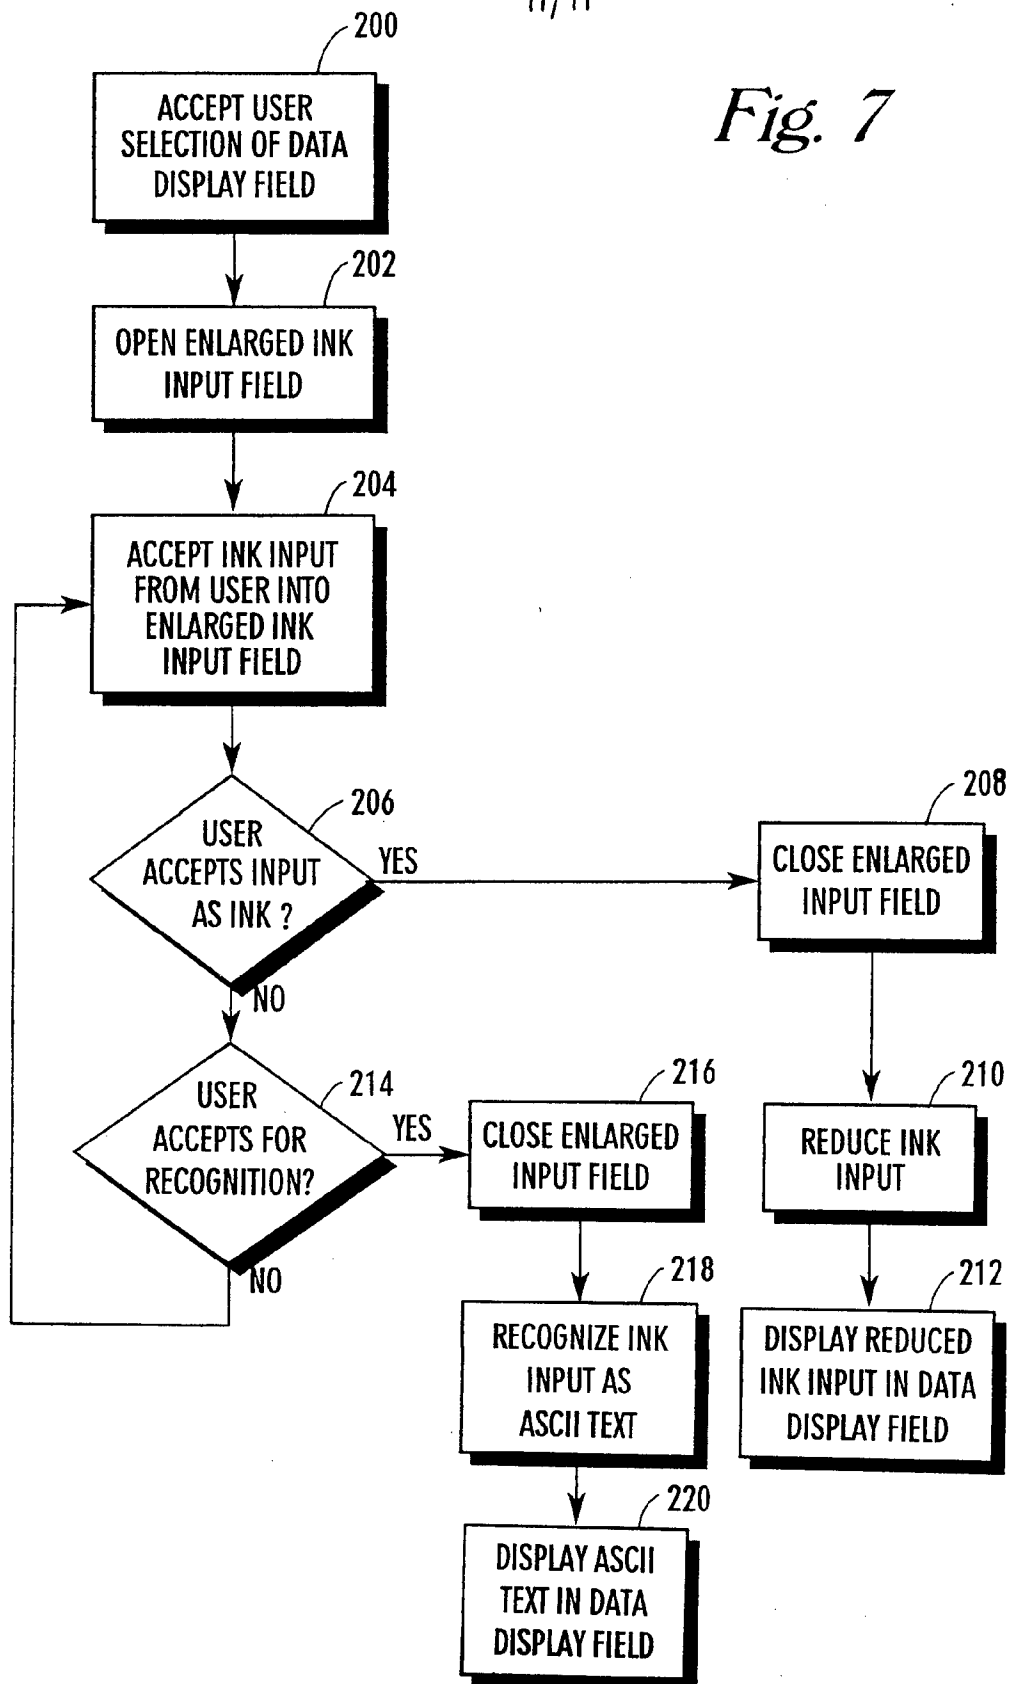 200
Fig. 7
ACCEPT USER
SELECTION OF DATA
DISPLAY FIELD
202
OPEN ENLARGED INK
INPUT FIELD
204
ACCEPT INK INPUT
FROM USER INTO
ENLARGED INK
INPUT FIELD
206
USER
ACCEPTS INPUT
AS INK ?
YES
NO
208
CLOSE ENLARGED
INPUT FIELD
210
REDUCE INK
INPUT
212
DISPLAY REDUCED
INK INPUT IN DATA
DISPLAY FIELD
214
USER
ACCEPTS FOR
RECOGNITION?
YES
NO
216
CLOSE ENLARGED
INPUT FIELD
218
RECOGNIZE INK
INPUT AS
ASCII TEXT
220
DISPLAY ASCII
TEXT IN DATA
DISPLAY FIELD